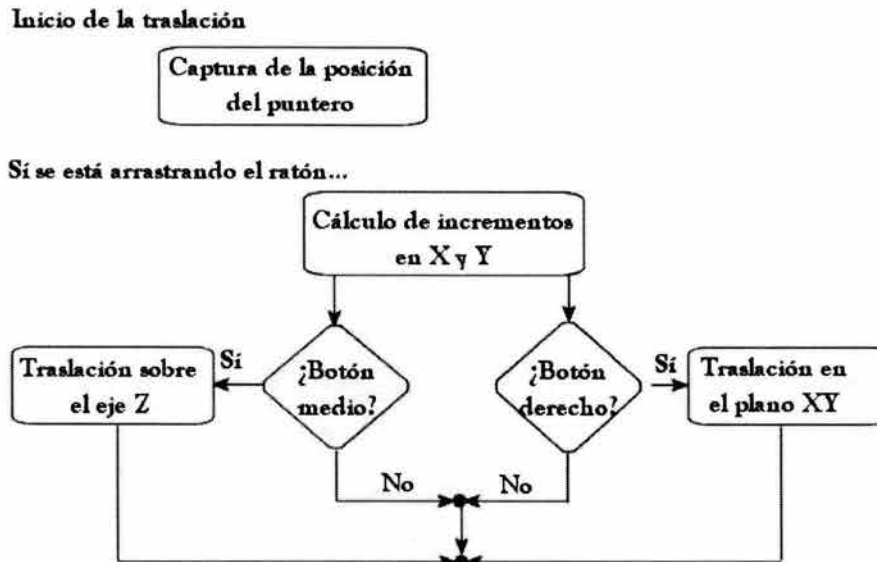 Inicio de la traslación
Captura de la posición
del puntero
Sí se está arrastrando el ratón...
Cálculo de incrementos
en X y Y
Traslación sobre
el eje Z
Sí
¿Botón
medio?
¿Botón
derecho?
Sí
Traslación en
el plano XY
No
No